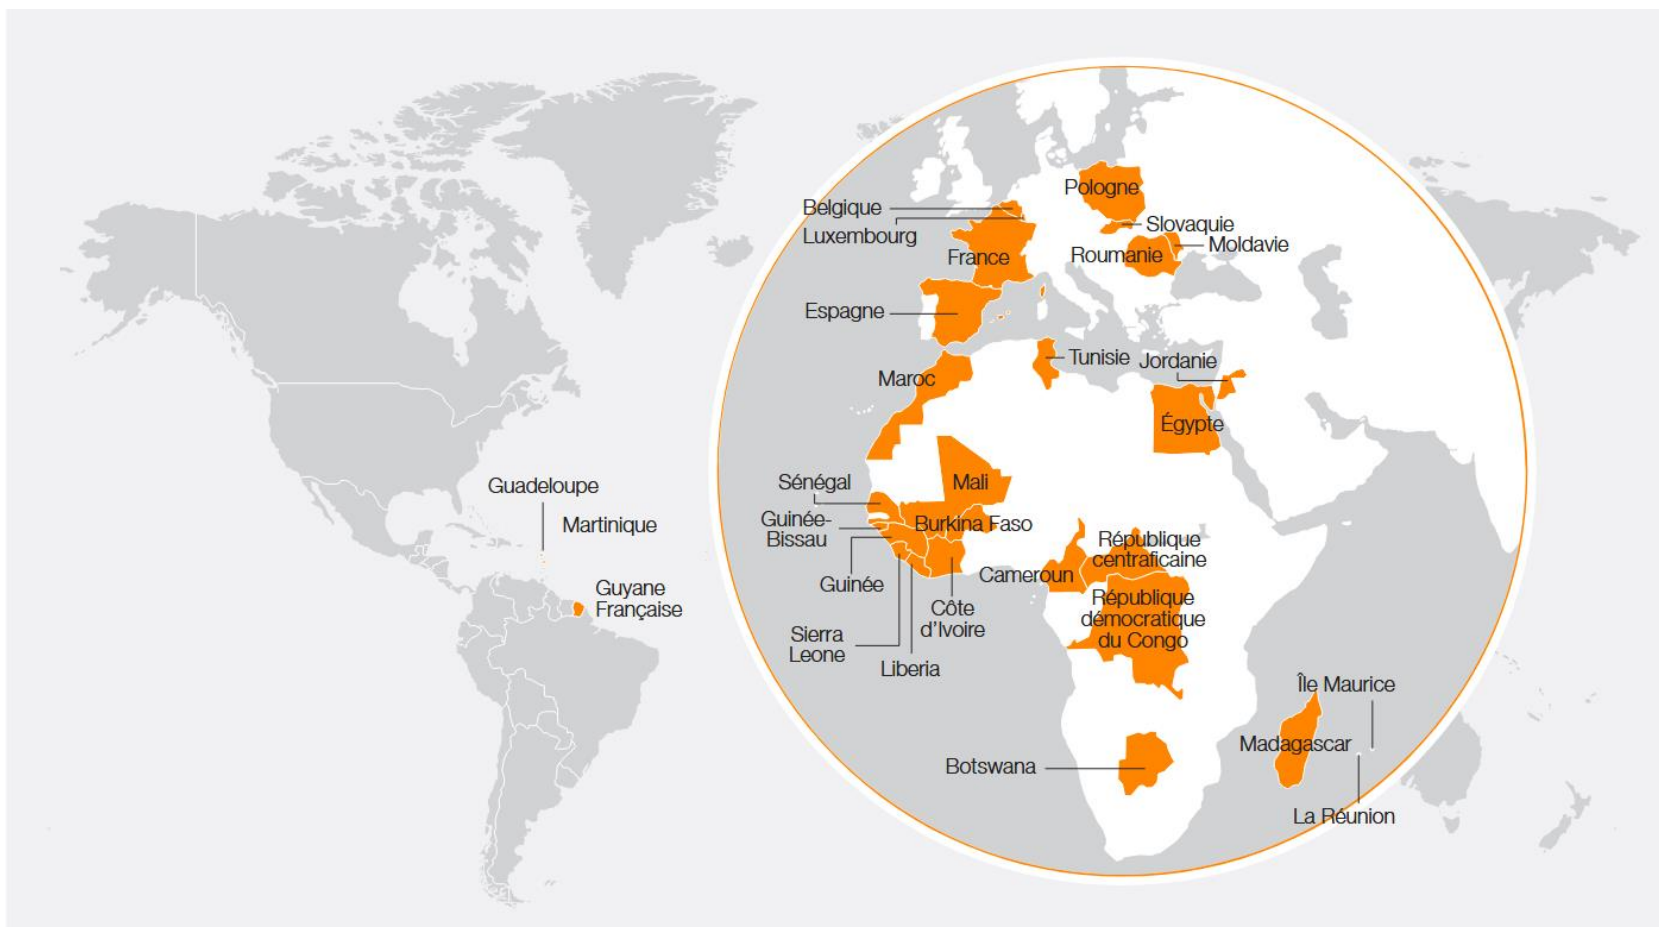 Guadeloupe
Martinique
Guyane
Française
Belgique
Luxembourg
France
Espagne
Pologne
Slovaquie
Moldavie
Roumanie
Tunisie
Jordanie
Maroc
Égypte
Sénégal
Mali
Guinée-
Bissau
Burkina Faso
Guinée
Sierra
Leone
Liberia
Côte
d'Ivoire
Cameroun
République
centraficaine
République
démocratique
du Congo
Île Maurice
Madagascar
Botswana
La Réunion